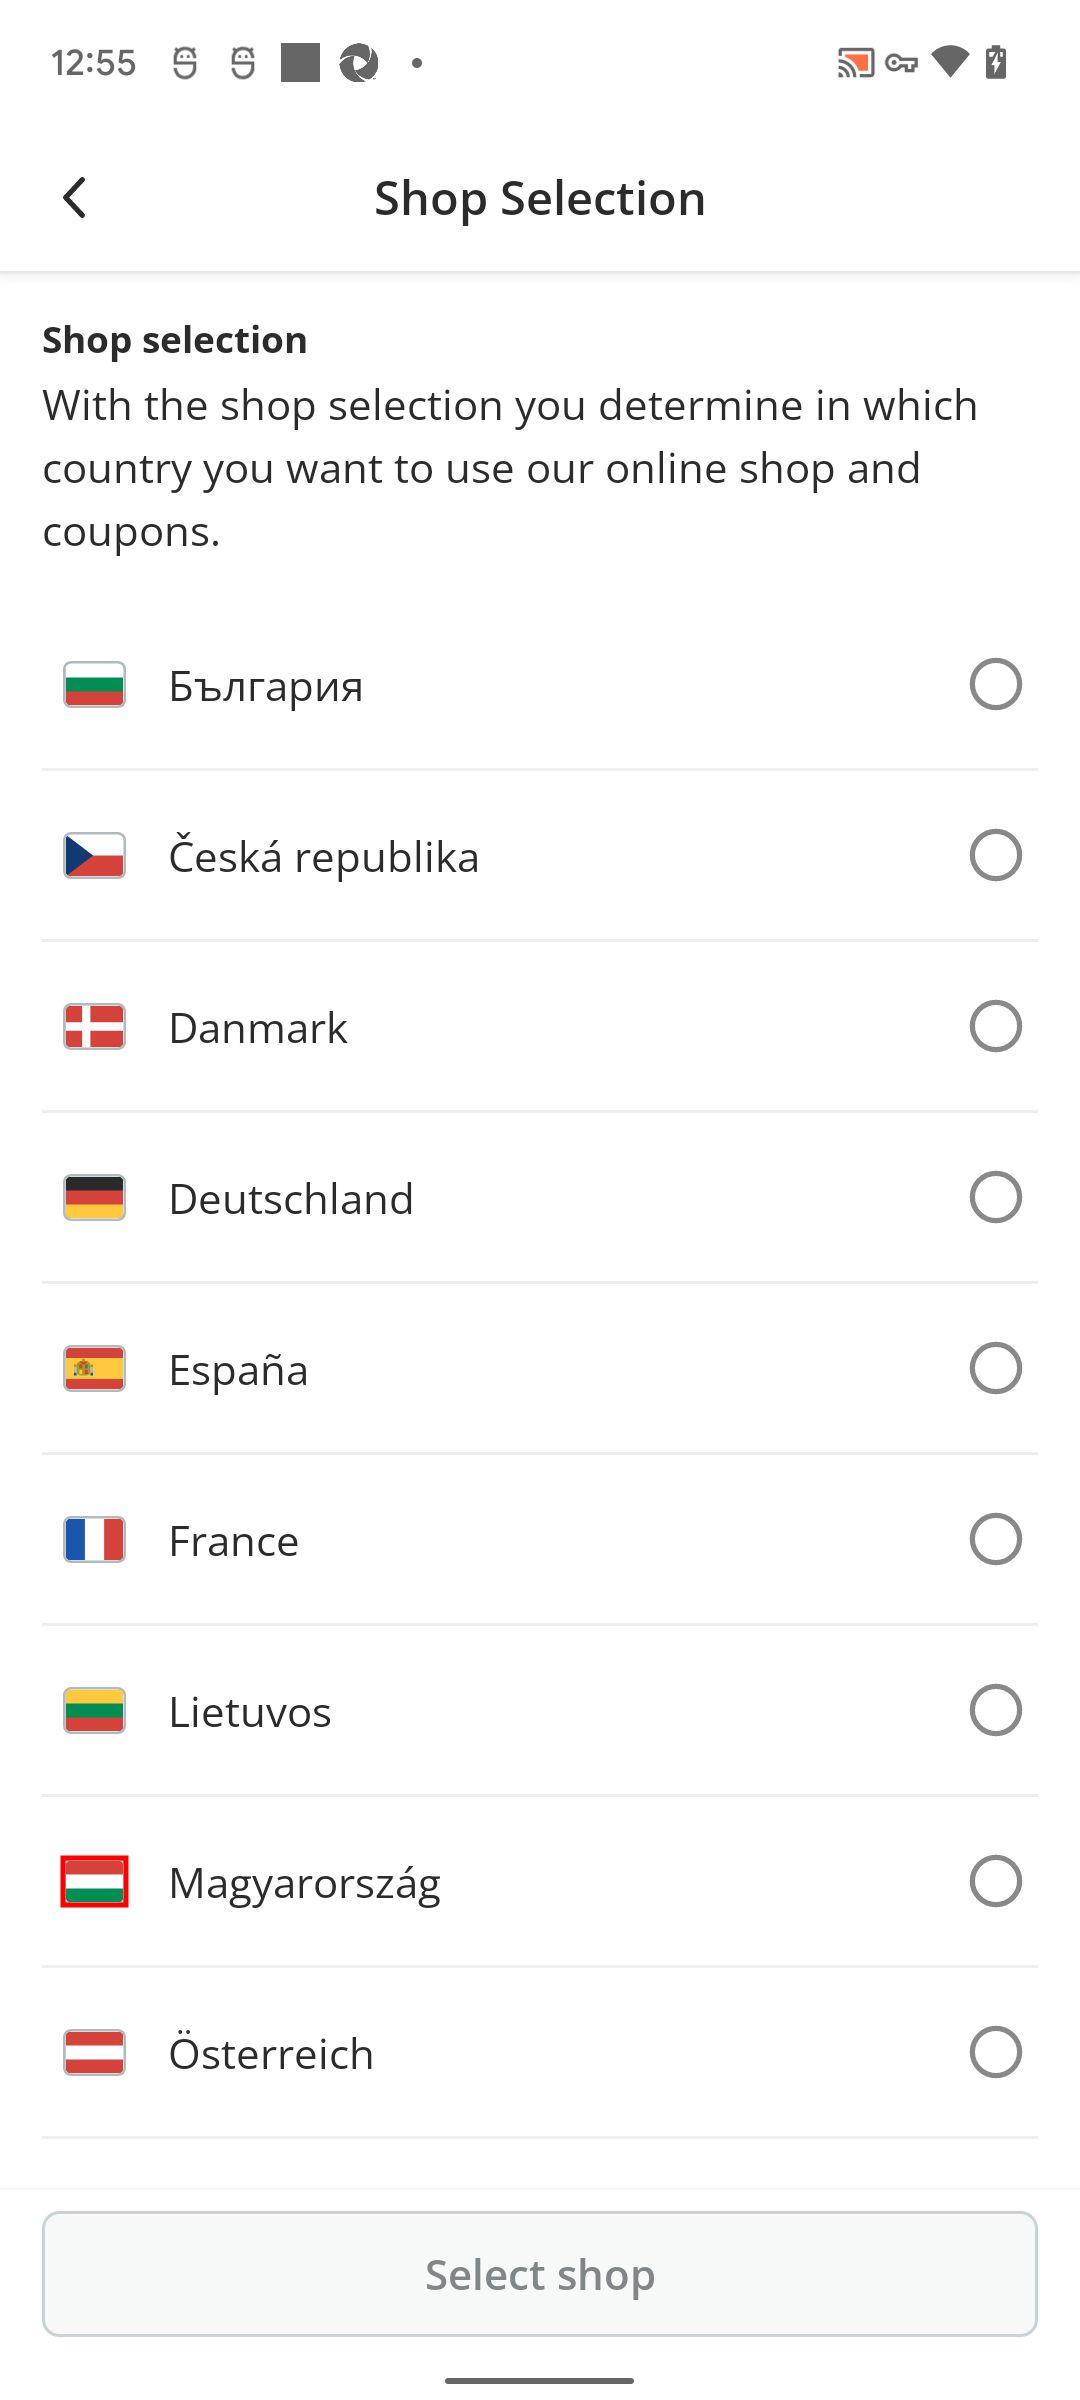 12:55
Shop Selection
Shop selection
With the shop selection you determine in which
country you want to use our online shop and
coupons.
България
Česká republika
Danmark
Deutschland
España
France
Lietuvos
Magyarország
Österreich
Select shop